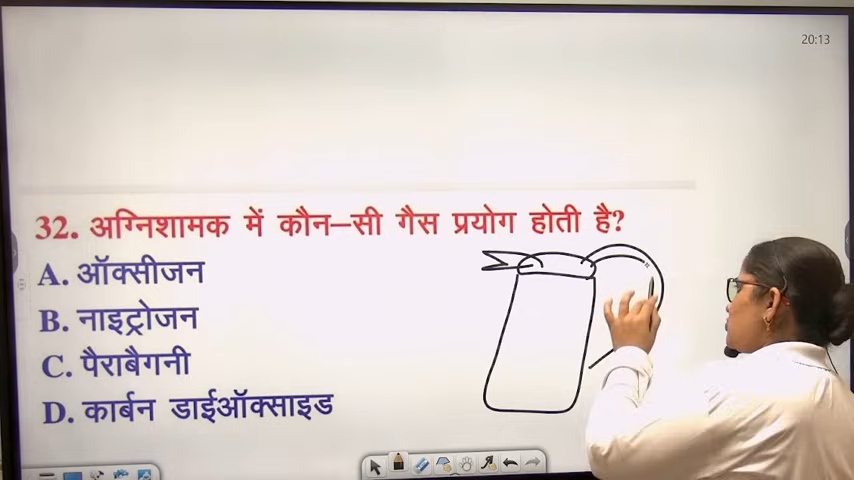 20:13
32. अग्निशामक में कौन–सी गैस प्रयोग होती है?
A. ऑक्सीजन
B. नाइट्रोजन
C. पैराबैगनी
D. कार्बन डाईऑक्साइड